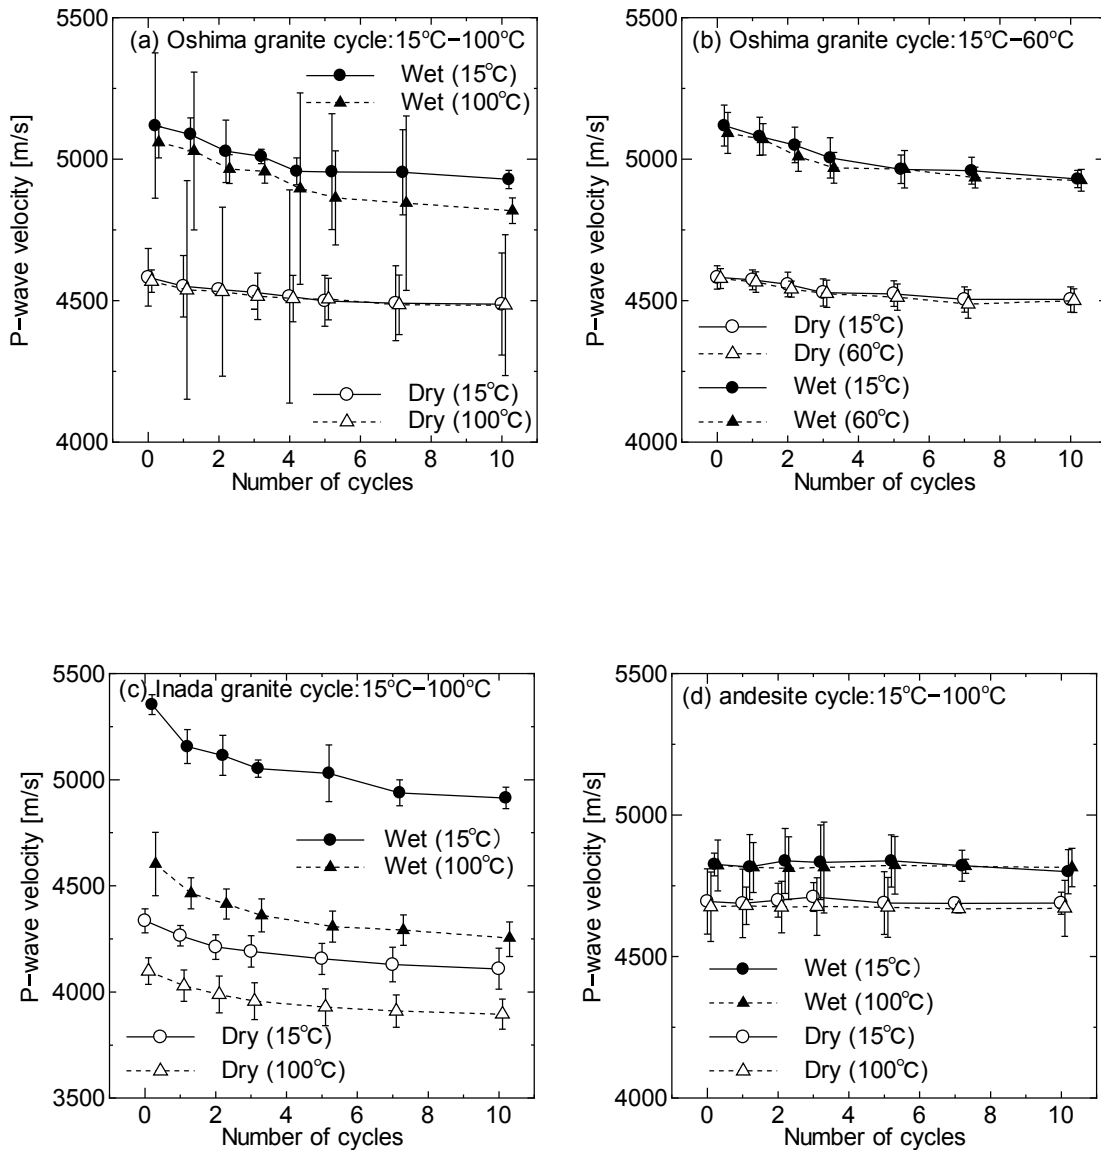 (a) Oshima granite cycle:15°C−100°C
Wet (15°C)
Wet (100°C)
Dry (15°C)
Dry (100°C)
P−wave velocity [m/s]
5500
5000
4500
4000
0 2 4 6 8 10
Number of cycles
(b) Oshima granite cycle:15°C−60°C
Dry (15°C)
Dry (60°C)
Wet (15°C)
Wet (60°C)
P−wave velocity [m/s]
5500
5000
4500
4000
0 2 4 6 8 10
Number of cycles
(c) Inada granite cycle:15°C−100°C
Wet (15°C）
Wet (100°C)
Dry (15°C)
Dry (100°C)
P−wave velocity [m/s]
5500
5000
4500
4000
3500
0 2 4 6 8 10
Number of cycles
(d) andesite cycle:15°C−100°C
Wet (15°C）
Wet (100°C)
Dry (15°C)
Dry (100°C)
P−wave velocity [m/s]
5500
5000
4500
4000
0 2 4 6 8 10
Number of cycles